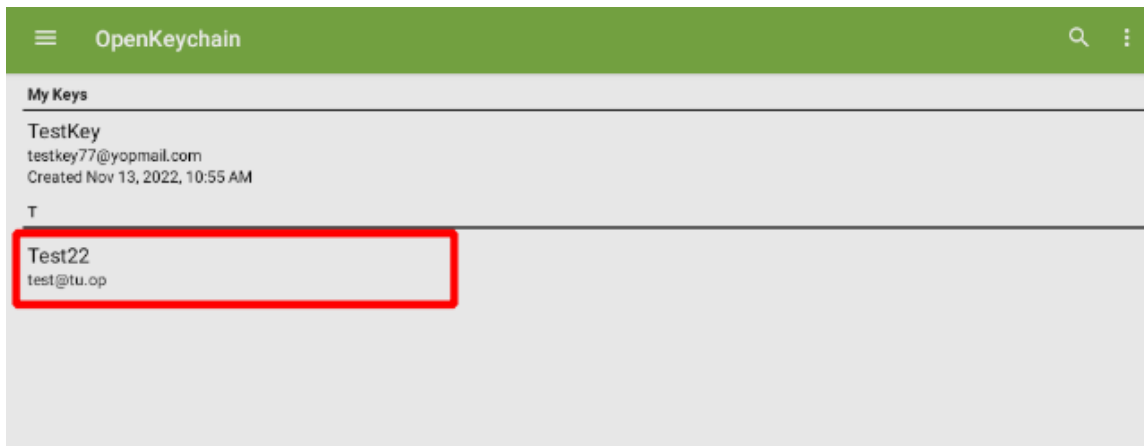 OpenKeychain
My Keys
TestKey
testkey77@yopmail.com
Created Nov 13, 2022, 10:55 AM
T
Test22
test@tu.op